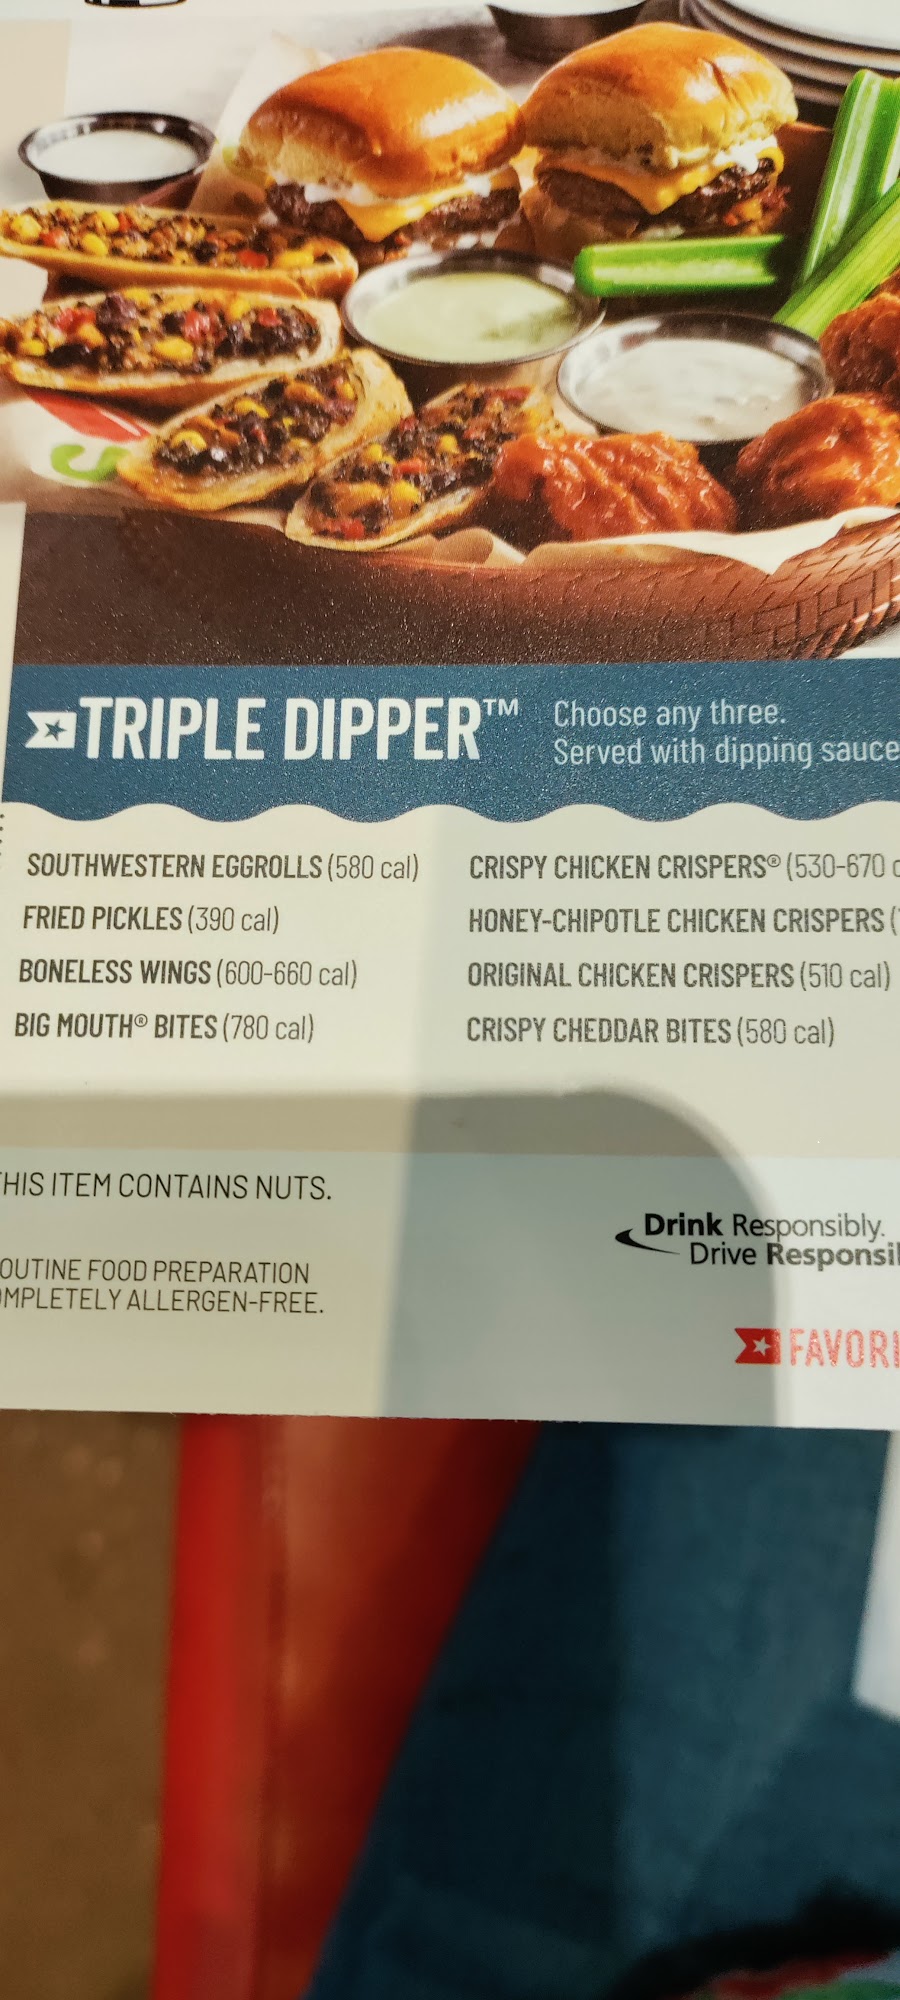 TRIPLE DIPPER™
Choose any three.
Served with dipping sauce
SOUTHWESTERN EGGROLLS (580 cal)
FRIED PICKLES (390 cal)
BONELESS WINGS (600-660 cal)
BIG MOUTH® BITES (780 cal)
CRISPY CHICKEN CRISPERS® (530-670
HONEY-CHIPOTLE CHICKEN CRISPERS (
ORIGINAL CHICKEN CRISPERS (510 cal)
CRISPY CHEDDAR BITES (580 cal)
THIS ITEM CONTAINS NUTS.
OUTINE FOOD PREPARATION
OMPLETELY ALLERGEN-FREE.
Drink Responsibly.
Drive Responsi
FAVORI